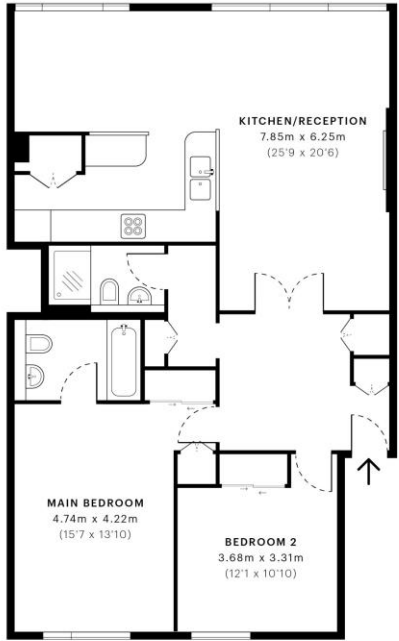 KITCHEN/RECEPTION
7.85m x 6.25m
(25'9 x 20'6)
MAIN BEDROOM
4.74m x 4.22m
(15'7 x 13'10)
BEDROOM 2
3.68m x 3.31m
(12'1 x 10'10)